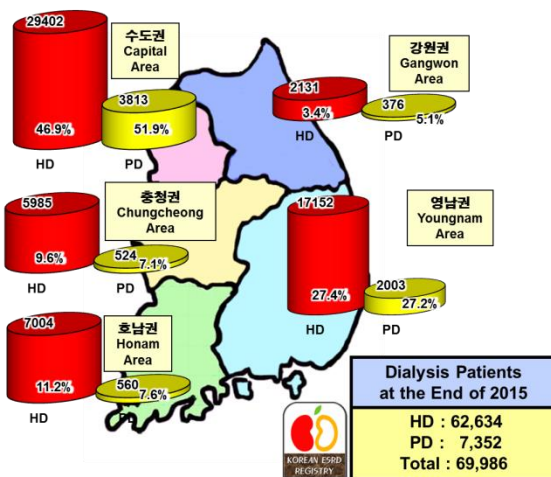 29402
46.9%
HD
수도권
Capital
Area
3813
51.9%
PD
강원권
Gangwon
Area
2131
3.4%
HD
376
5.1%
PD
5985
9.6%
HD
충청권
Chungcheong
Area
524
7.1%
PD
17152
27.4%
HD
영남권
Youngnam
Area
2003
27.2%
PD
7004
11.2%
HD
호남권
Honam
Area
560
7.6%
PD
KOREAN ESRD
REGISTRY
Dialysis Patients
at the End of 2015
HD : 62,634
PD : 7,352
Total : 69,986